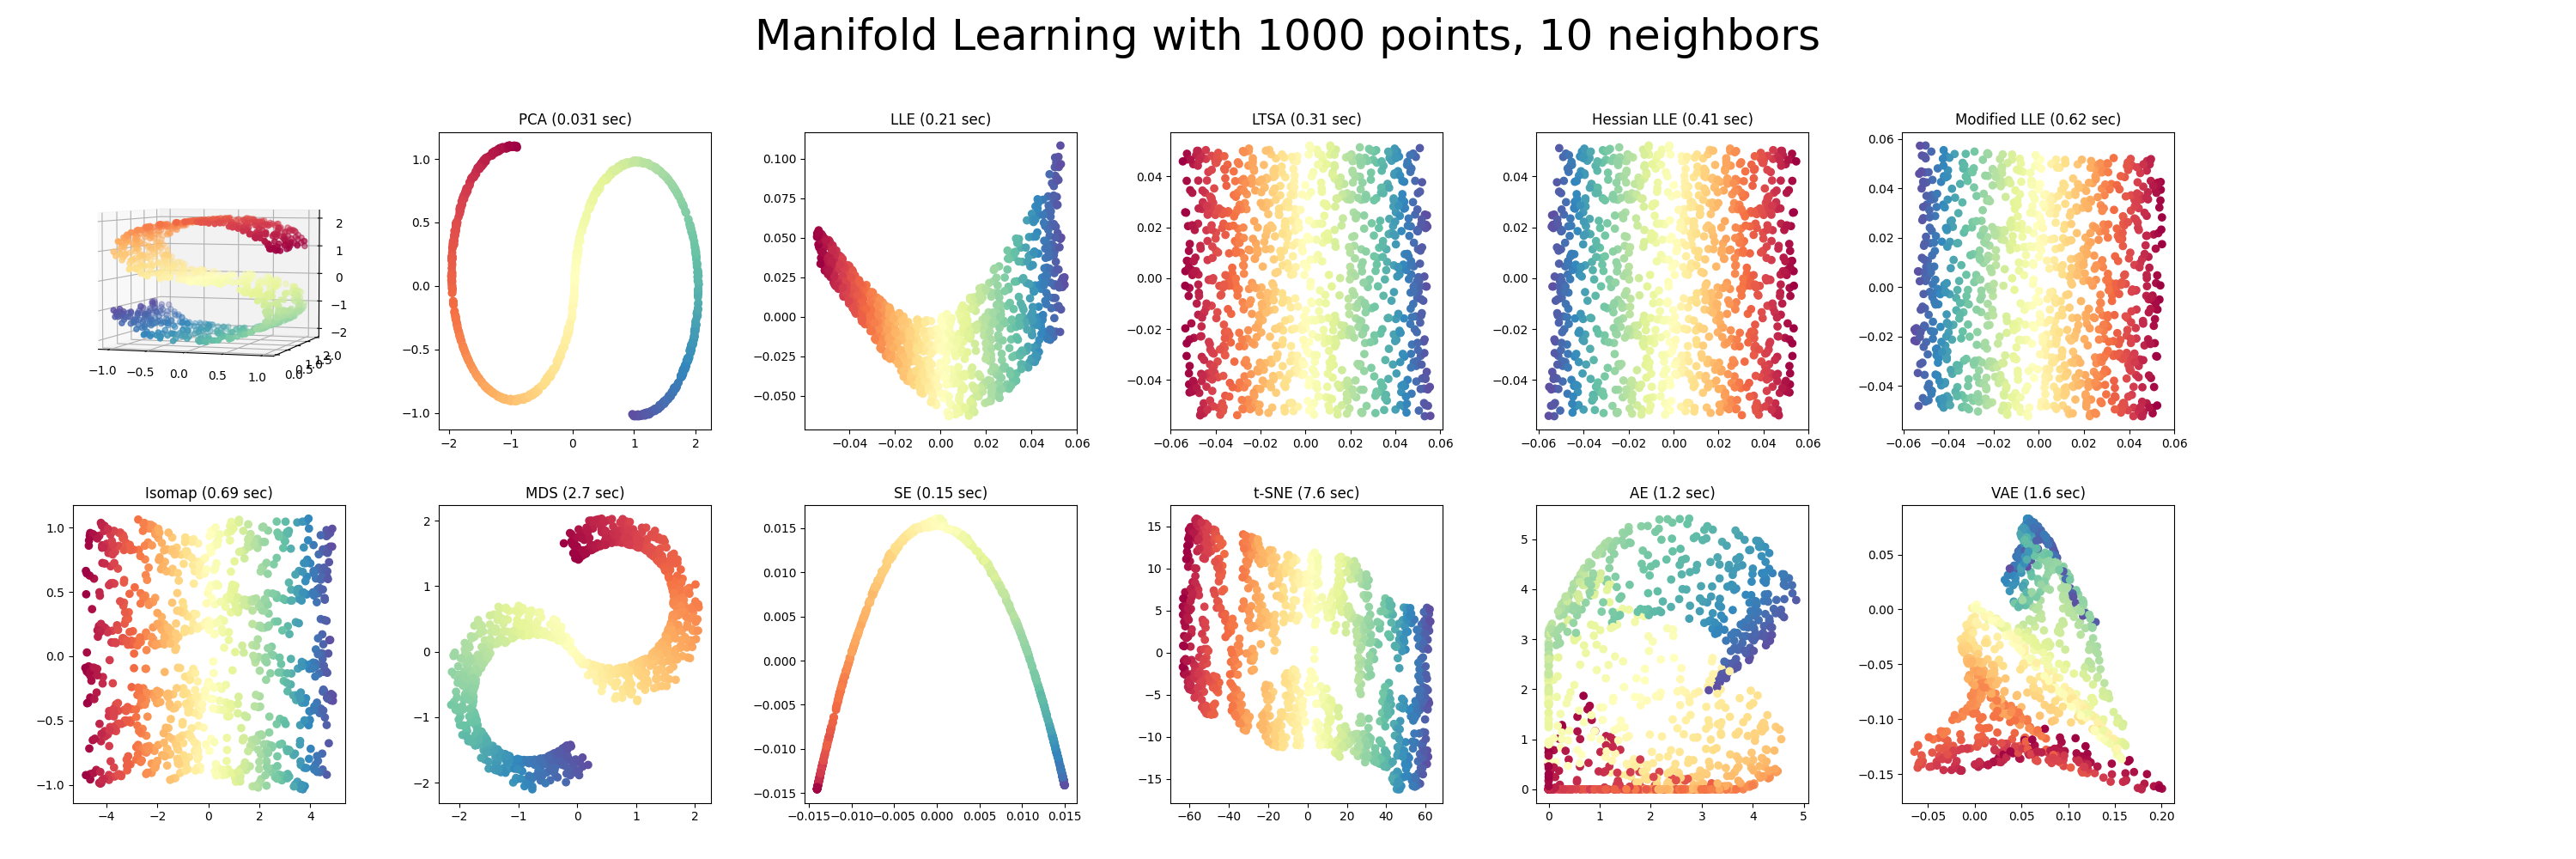 Manifold Learning with 1000 points, 10 neighbors
PCA (0.031 sec)
LLE (0.21 sec)
LTSA (0.31 sec)
Hessian LLE (0.41 sec)
Modified LLE (0.62 sec)
2
1
0
−1
−2
−1.0 −0.5 0.0 0.5 1.0
0.0 0.5 1.0 1.5 2.0
1.0
0.5
0.0
−0.5
−1.0
−2 −1 0 1 2
0.100
0.075
0.050
0.025
0.000
−0.025
−0.050
−0.04 −0.02 0.00 0.02 0.04 0.06
0.04
0.02
0.00
−0.02
−0.04
−0.06 −0.04 −0.02 0.00 0.02 0.04 0.06
0.04
0.02
0.00
−0.02
−0.04
−0.06 −0.04 −0.02 0.00 0.02 0.04 0.06
0.06
0.04
0.02
0.00
−0.02
−0.04
−0.06 −0.04 −0.02 0.00 0.02 0.04 0.06
Isomap (0.69 sec)
MDS (2.7 sec)
SE (0.15 sec)
t-SNE (7.6 sec)
AE (1.2 sec)
VAE (1.6 sec)
1.0
0.5
0.0
−0.5
−1.0
−4 −2 0 2 4
2
1
0
−1
−2
−2 −1 0 1 2
0.015
0.010
0.005
0.000
−0.005
−0.010
−0.015
−0.015 −0.010 −0.005 0.000 0.005 0.010 0.015
15
10
5
0
−5
−10
−15
−60 −40 −20 0 20 40 60
5
4
3
2
1
0
0 1 2 3 4 5
0.05
0.00
−0.05
−0.10
−0.15
−0.05 0.00 0.05 0.10 0.15 0.20